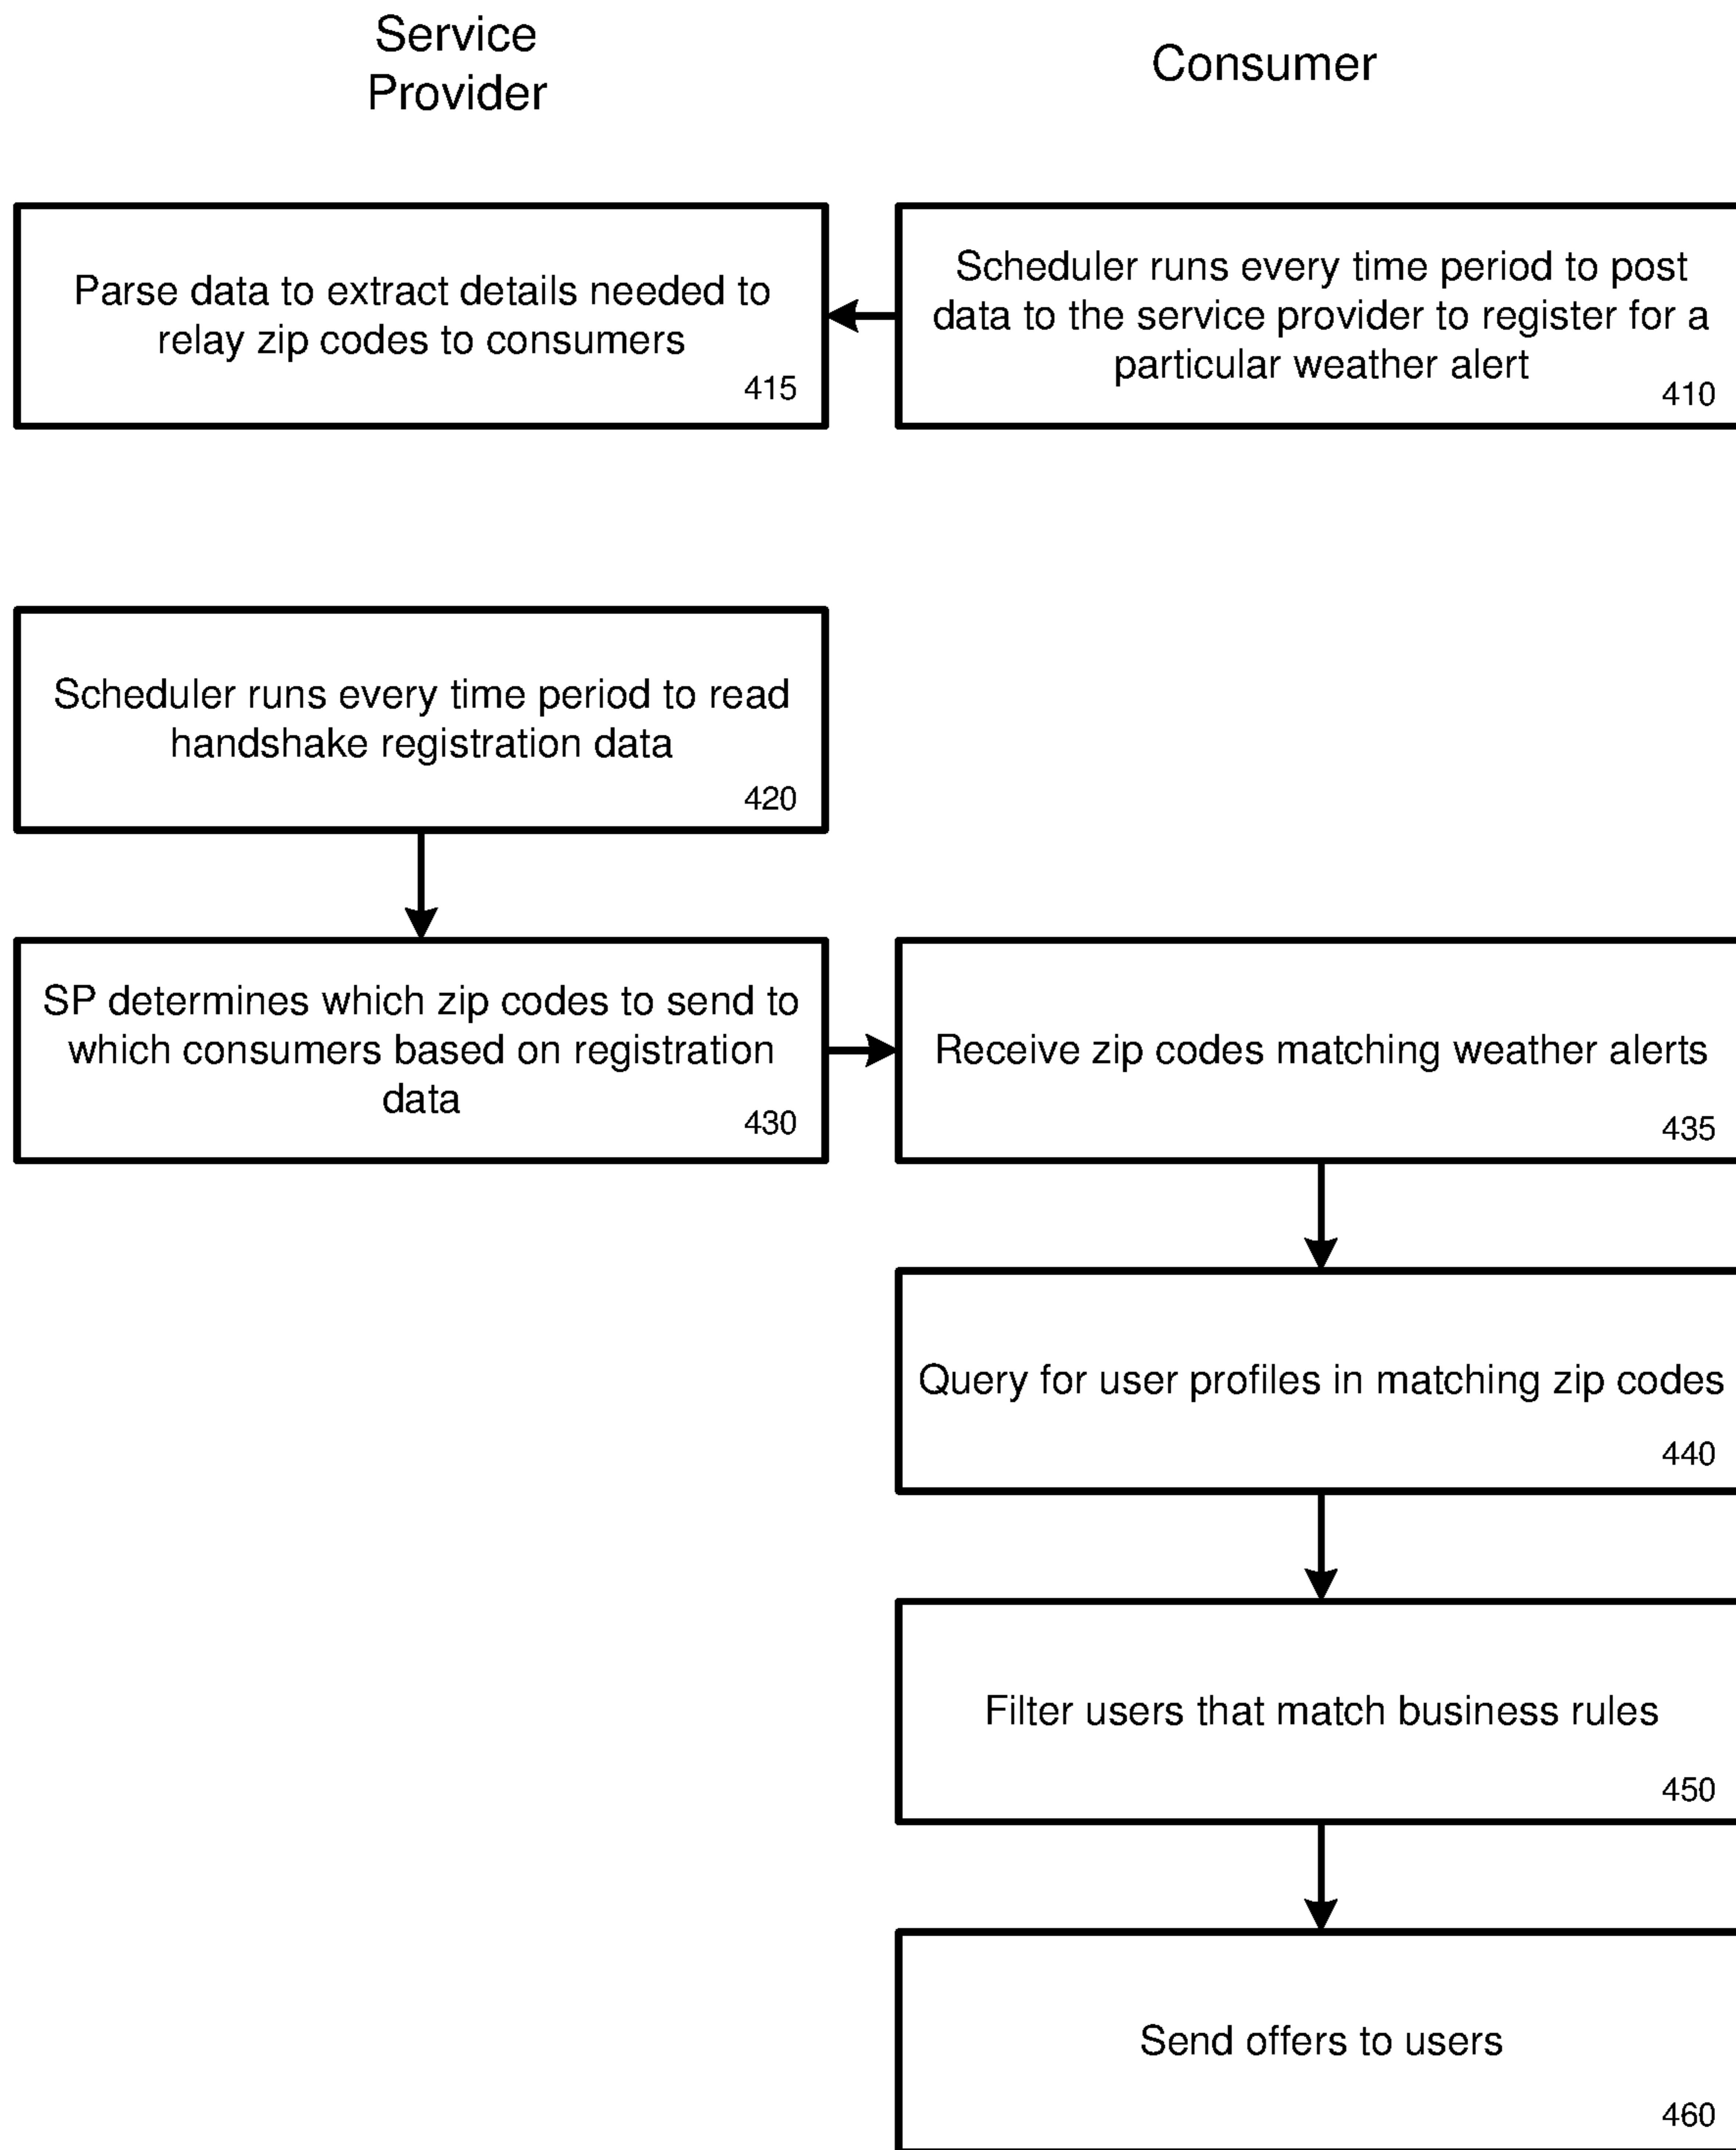 Service
Provider
Consumer
Parse data to extract details needed to
relay zip codes to consumers
415
Scheduler runs every time period to post
data to the service provider to register for a
particular weather alert
410
Scheduler runs every time period to read
handshake registration data
420
SP determines which zip codes to send to
which consumers based on registration
data
430
Receive zip codes matching weather alerts
435
Query for user profiles in matching zip codes
440
Filter users that match business rules
450
Send offers to users
460